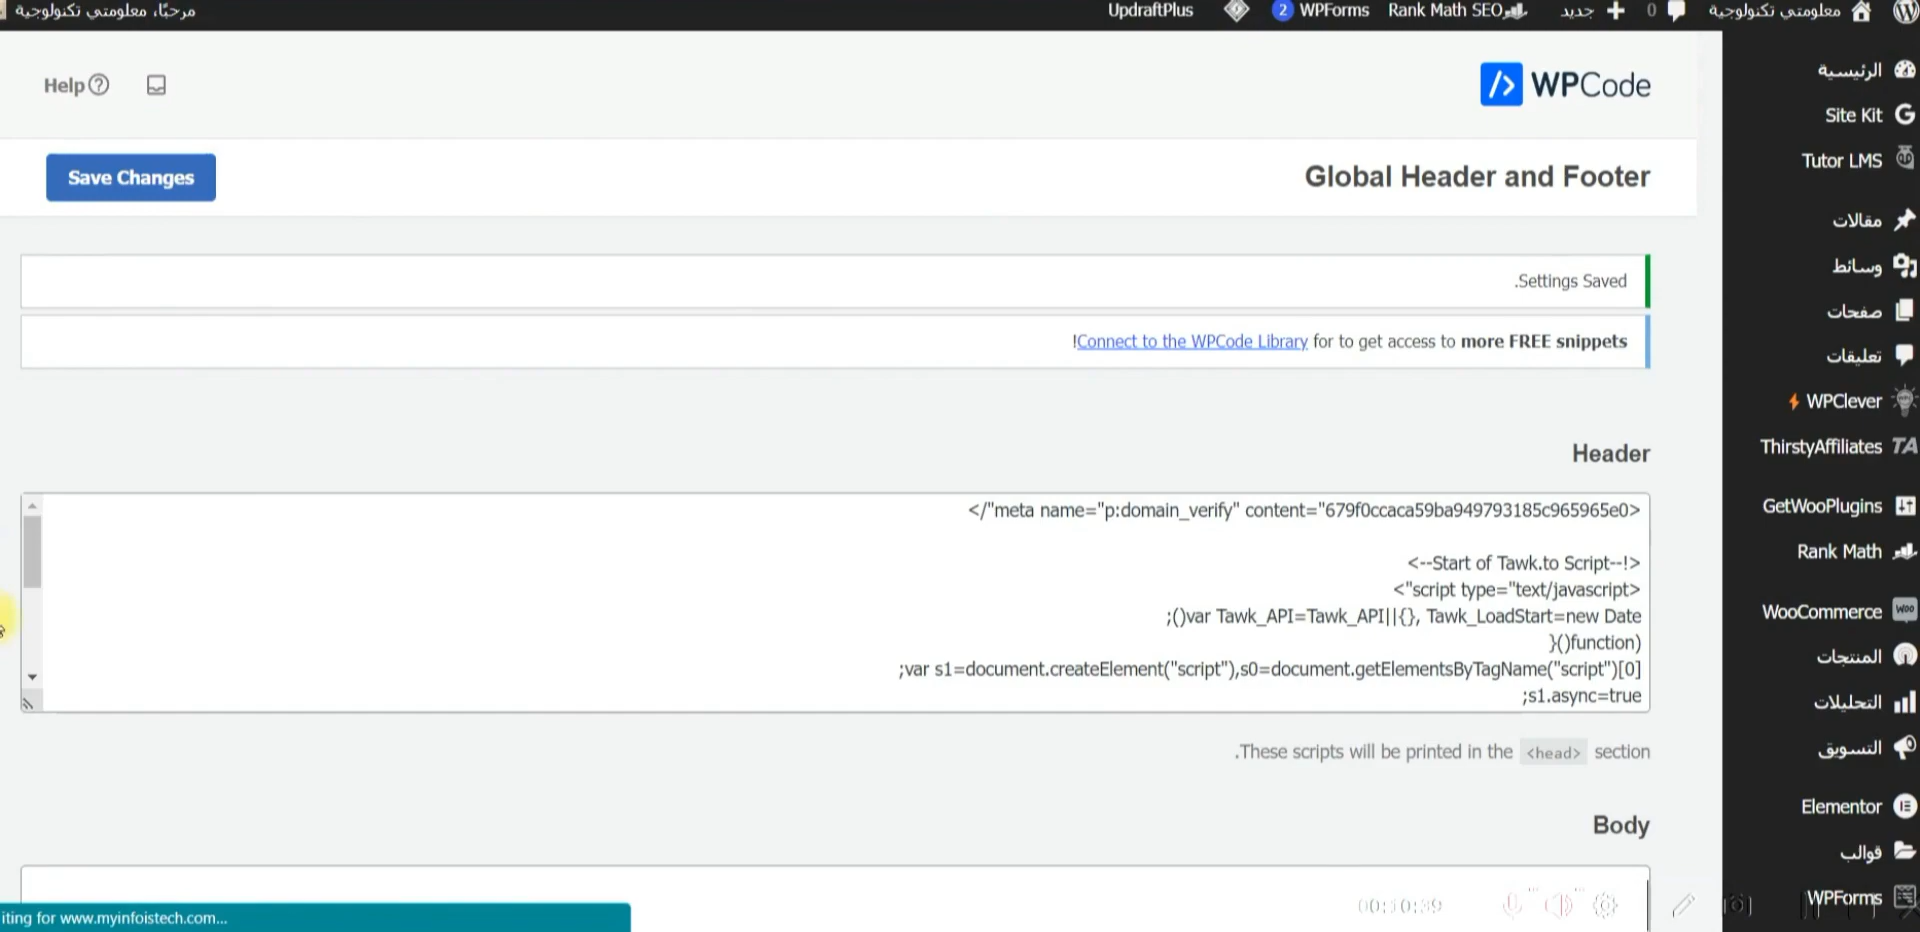 معلومتي تكنولوجية
0
جديد
Rank Math SEO
WPForms 2
UpdraftPlus
مرحبًا، معلومتي تكنولوجية
WPCode
Help
Global Header and Footer
Save Changes
.Settings Saved
!Connect to the WPCode Library for to get access to more FREE snippets
Header
</"meta name="p:domain_verify" content="679f0ccaca59ba949793185c965965e0>
<--Start of Tawk.to Script--!>
<"script type="text/javascript>
;()var Tawk_API=Tawk_API||{}, Tawk_LoadStart=new Date
}()function)
;var s1=document.createElement("script"),s0=document.getElementsByTagName("script")[0]
;s1.async=true
.These scripts will be printed in the <head> section
Body
الرئيسية
Site Kit
Tutor LMS
مقالات
وسائط
صفحات
تعليقات
WPClever
ThirstyAffiliates TA
GetWooPlugins
Rank Math
WooCommerce
المنتجات
التحليلات
التسويق
Elementor
قوالب
WPForms
iting for www.myinfoistech.com...